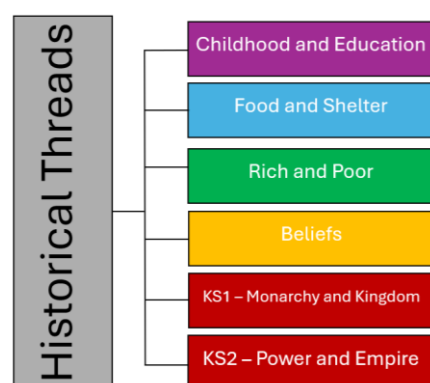 Historical Threads
Childhood and Education
Food and Shelter
Rich and Poor
Beliefs
KS1 – Monarchy and Kingdom
KS2 – Power and Empire